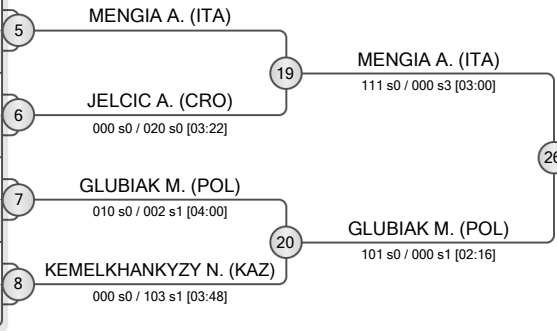 5
MENGIA A. (ITA)
19
MENGIA A. (ITA)
111 s0 / 000 s3 [03:00]
6
JELCIC A. (CRO)
000 s0 / 020 s0 [03:22]
26
7
GLUBIAK M. (POL)
010 s0 / 002 s1 [04:00]
20
GLUBIAK M. (POL)
101 s0 / 000 s1 [02:16]
8
KEMELKHANKYZY N. (KAZ)
000 s0 / 103 s1 [03:48]